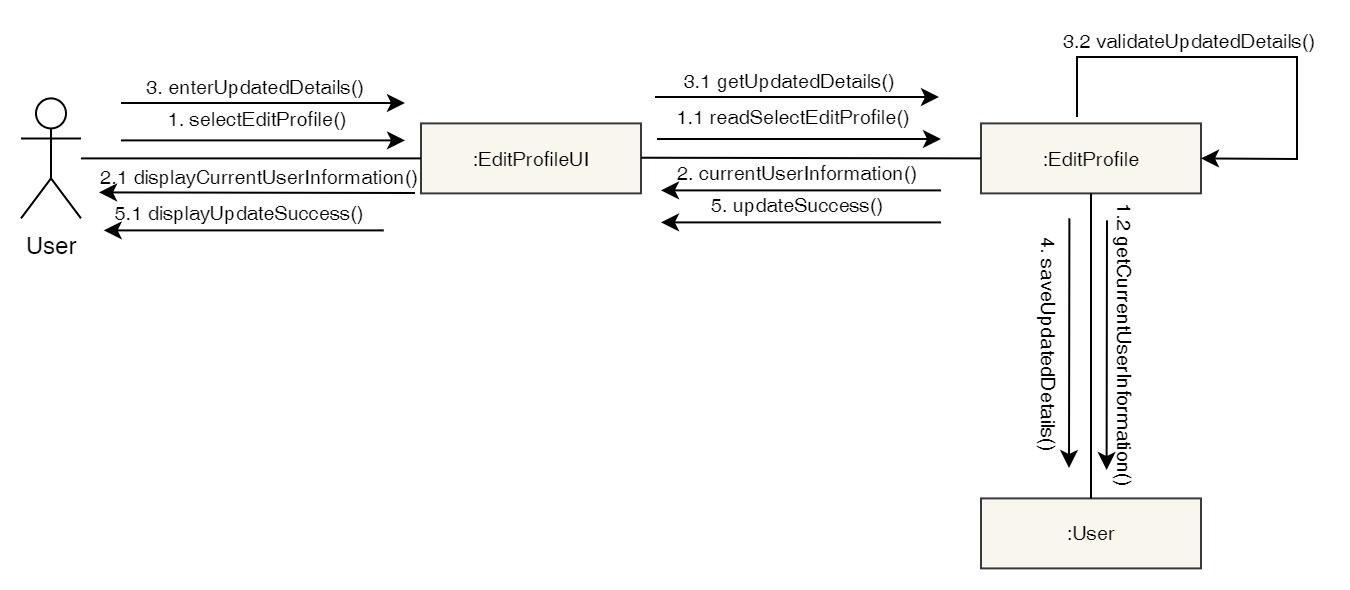 3.2 validateUpdatedDetails()
3. enterUpdatedDetails()
3.1 getUpdatedDetails()
1. selectEditProfile()
1.1 readSelectEditProfile()
:EditProfileUI
:EditProfile
2.1 displayCurrentUserInformation()
2. currentUserInformation()
5.1 displayUpdateSuccess()
5. updateSuccess()
User
4. saveUpdatedDetails()
1.2 getCurrentUserInformation()
:User